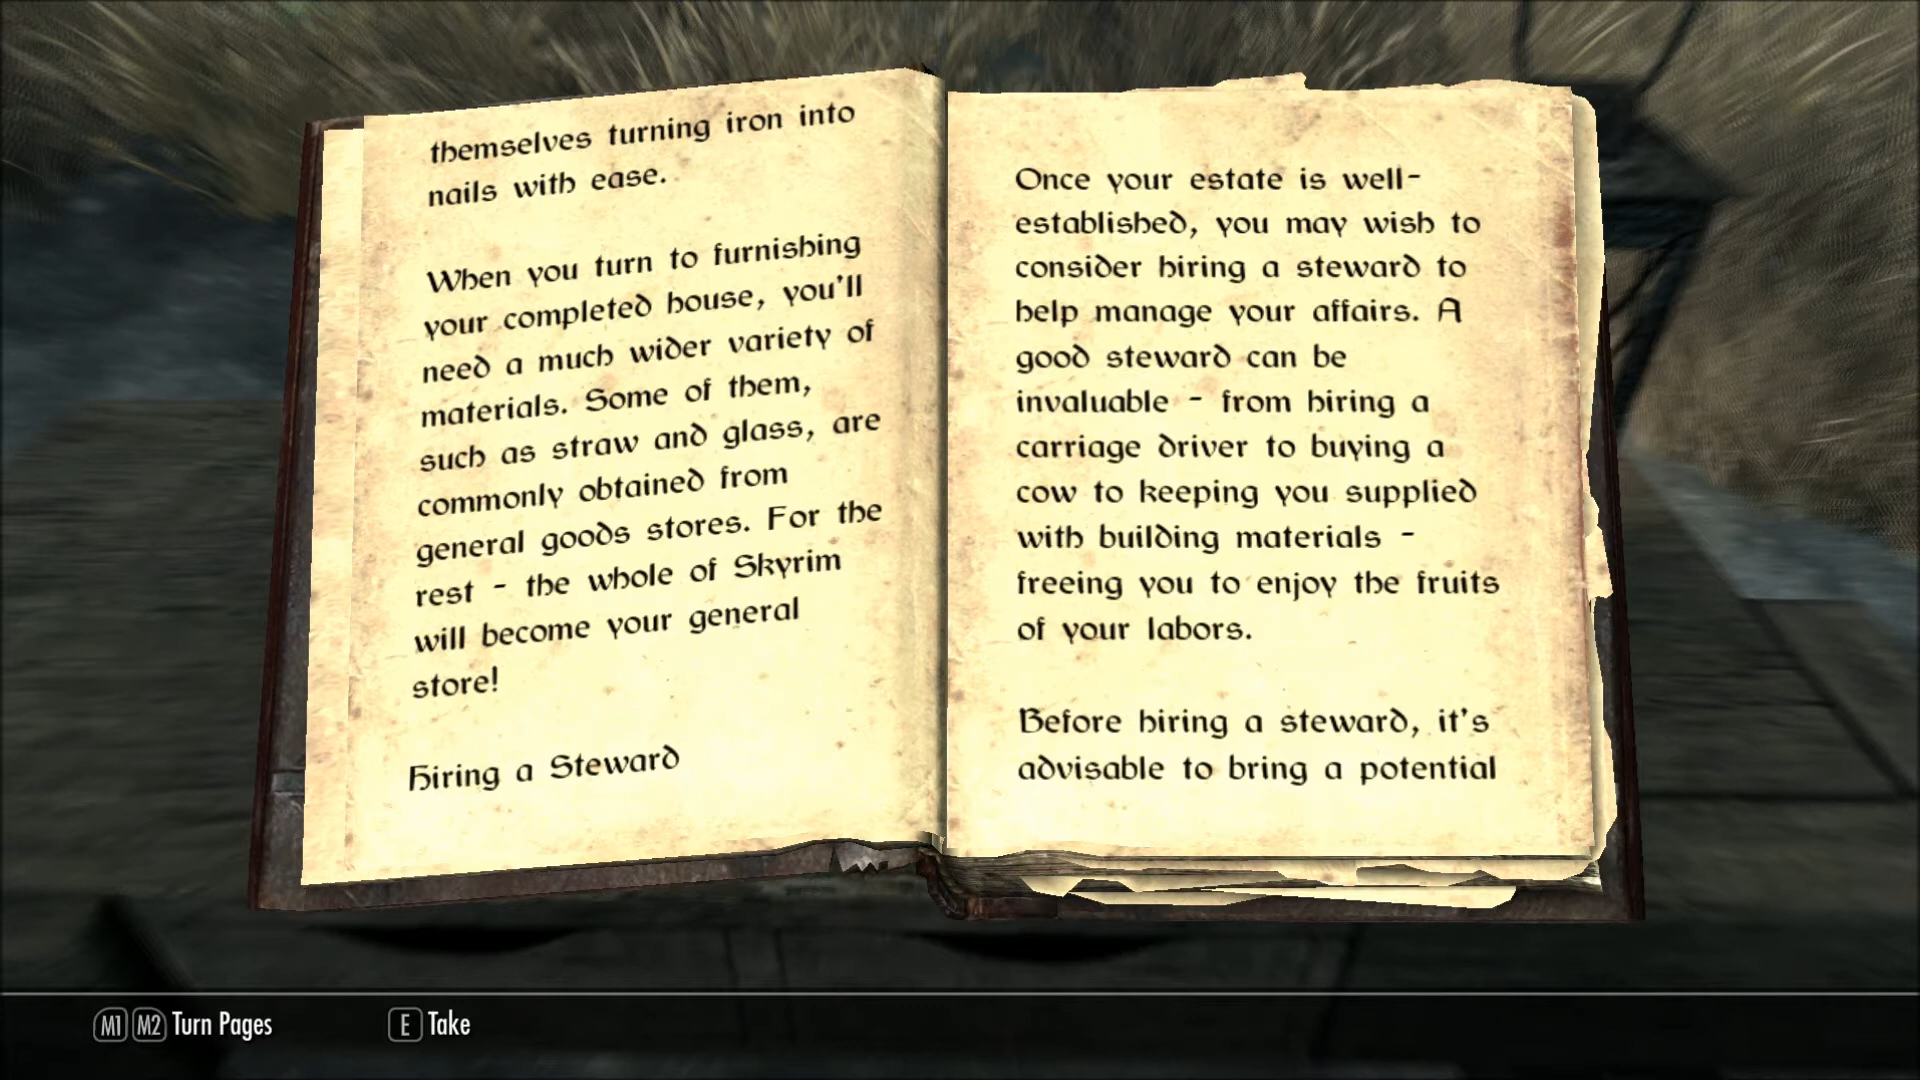 themselves turning iron into
nails with ease.
When you turn to furnishing
your completed house, you'll
need a much wider variety of
materials. Some of them,
such as straw and glass, are
commonly obtained from
general goods stores. For the
rest - the whole of Skyrim
will become your general
store!
Hiring a Steward
Once your estate is well-
established, you may wish to
consider hiring a steward to
help manage your affairs. A
good steward can be
invaluable - from hiring a
carriage driver to buying a
cow to keeping you supplied
with building materials -
freeing you to enjoy the fruits
of your labors.
Before hiring a steward, it's
advisable to bring a potential
M1 M2 Turn Pages
E Take